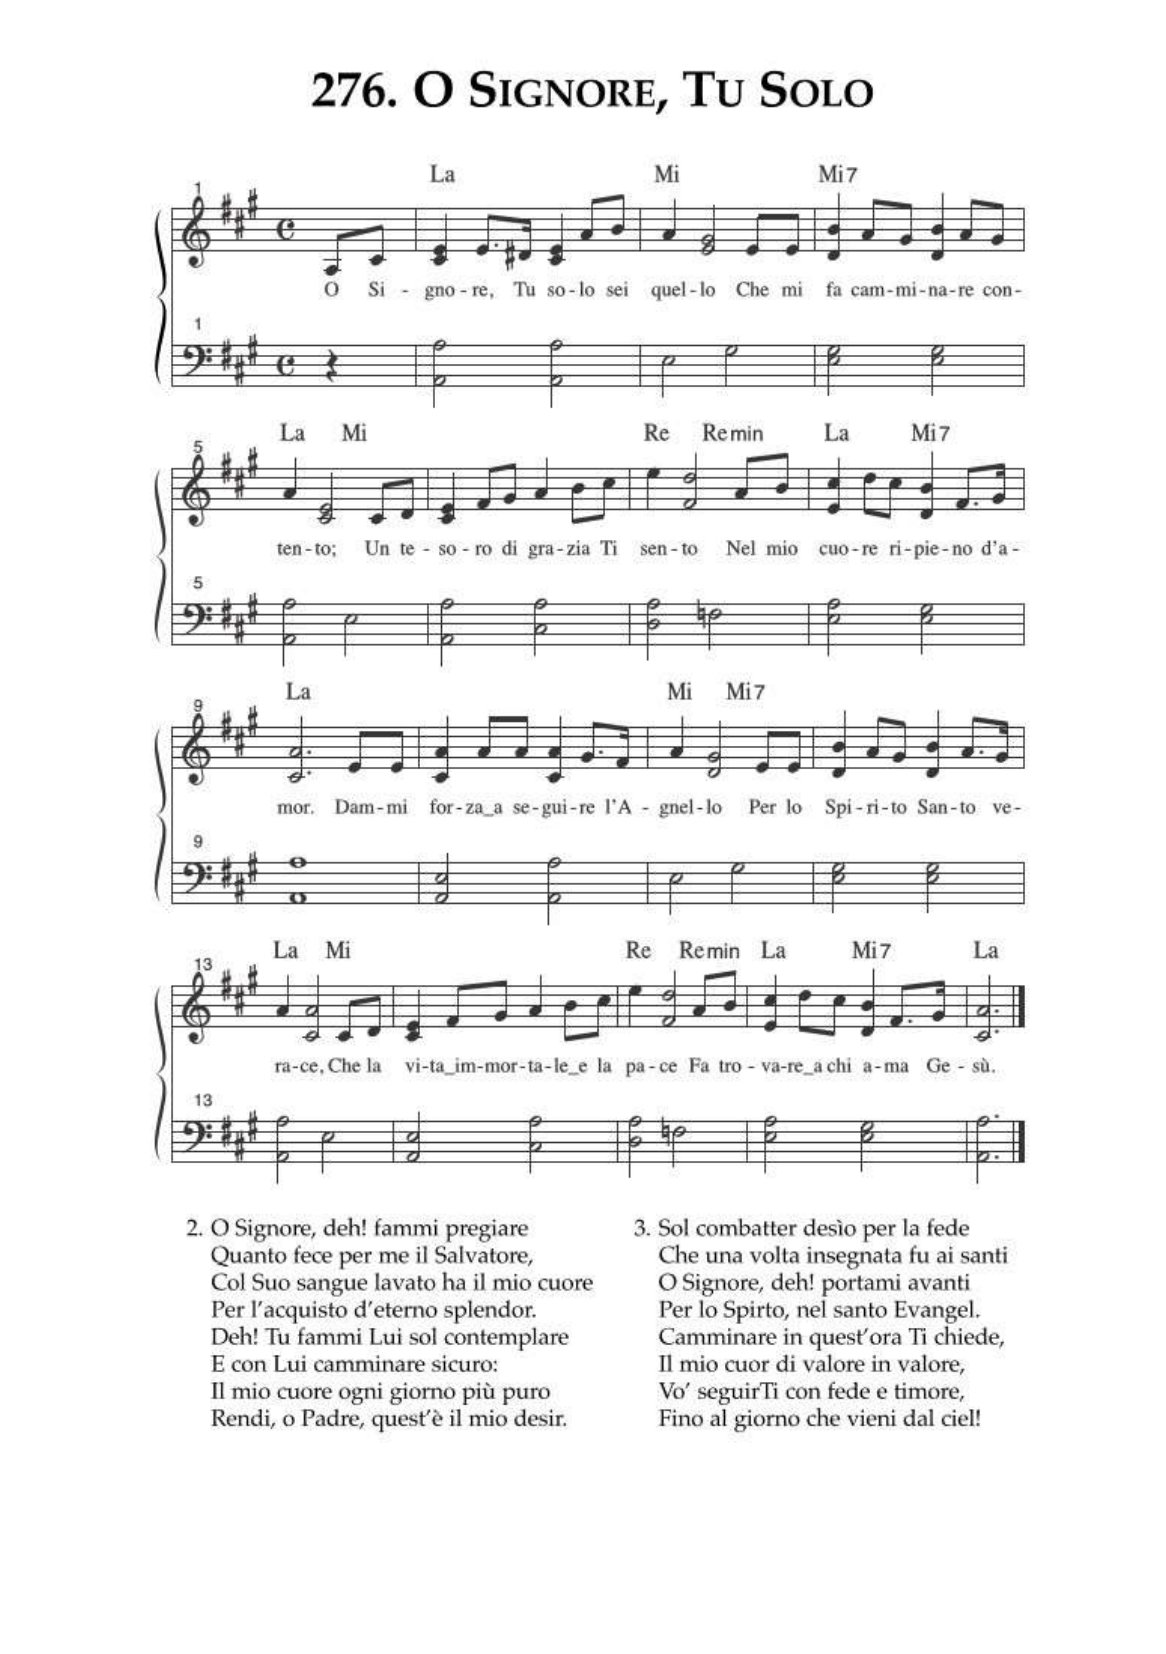 276. O SIGNORE, TU SOLO
La Mi Mi7
1
O Si - gno - re, Tu so - lo sei quel - lo Che mi fa cam - mi - na - re con -
1
La Mi Re Remin La Mi7
5
ten - to; Un te - so - ro di gra - zia Ti sen - to Nel mio cuo - re ri - pie - no d'a -
5
La Mi Mi7
9
mor. Dam - mi for - za_a se - gui - re l'A - gnel - lo Per lo Spi - ri - to San - to ve -
9
La Mi Re Remin La Mi7 La
13
ra - ce, Che la vi - ta_im - mor - ta - le_e la pa - ce Fa tro - va - re_a chi a - ma Ge - sù.
13
2. O Signore, deh! fammi pregiare
Quanto fece per me il Salvatore,
Col Suo sangue lavato ha il mio cuore
Per l'acquisto d'eterno splendor.
Deh! Tu fammi Lui sol contemplare
E con Lui camminare sicuro:
Il mio cuore ogni giorno più puro
Rendi, o Padre, quest'è il mio desir.
3. Sol combatter desìo per la fede
Che una volta insegnata fu ai santi
O Signore, deh! portami avanti
Per lo Spirto, nel santo Evangel.
Camminare in quest'ora Ti chiede,
Il mio cuor di valore in valore,
Vo' seguirTi con fede e timore,
Fino al giorno che vieni dal ciel!